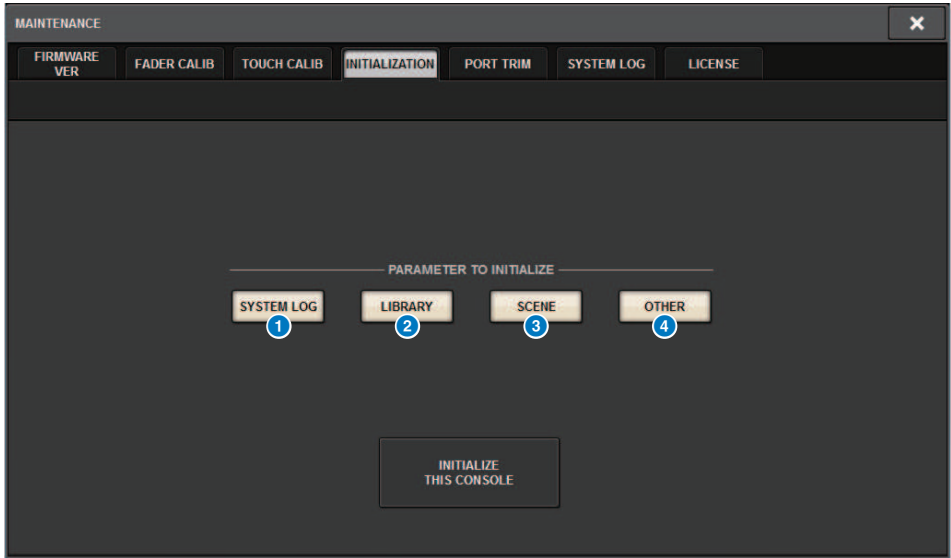 MAINTENANCE
FIRMWARE VER
FADER CALIB
TOUCH CALIB
INITIALIZATION
PORT TRIM
SYSTEM LOG
LICENSE
PARAMETER TO INITIALIZE
SYSTEM LOG
LIBRARY
SCENE
OTHER
1
2
3
4
INITIALIZE
THIS CONSOLE